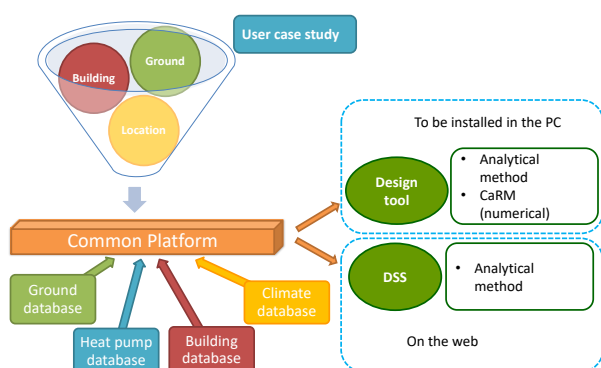 User case study
Ground
Building
Location
To be installed in the PC
Design
tool
• Analytical
method
• CaRM
(numerical)
Common Platform
DSS
• Analytical
method
On the web
Ground
database
Heat pump
database
Building
database
Climate
database